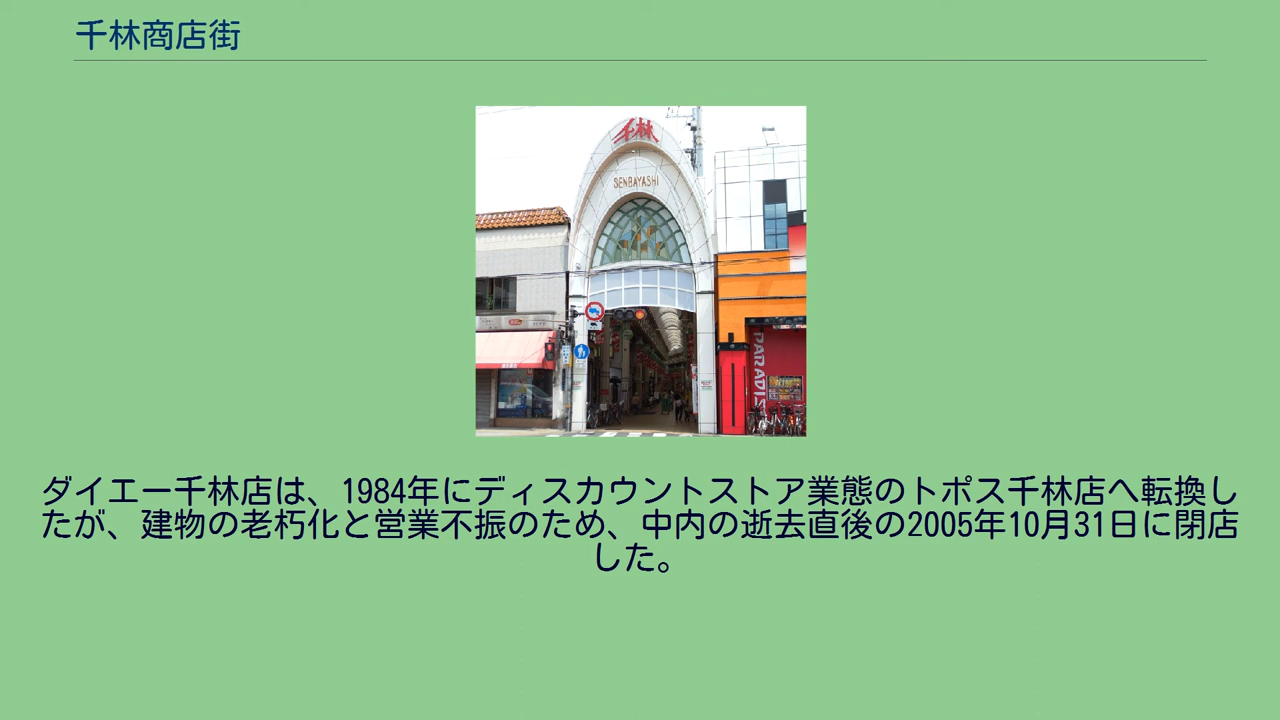 千林商店街
千林
SENBAYASHI
PARADIS
ダイエー千林店は、1984年にディスカウントストア業態のトポス千林店へ転換し
たが、建物の老朽化と営業不振のため、中内の逝去直後の2005年10月31日に閉店
した。